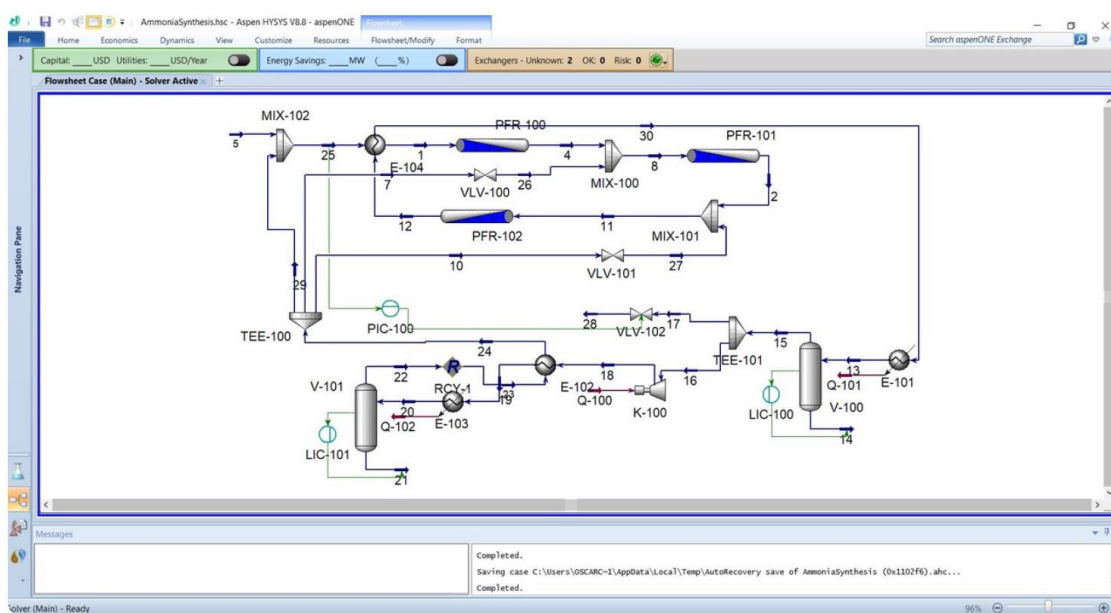 AmmoniaSynthesis.hsc - Aspen HYSYS V8.8 - aspenONE
Flowsheet
File Home Economics Dynamics View Customize Resources Flowsheet/Modify Format
Search aspenONE Exchange
Capital: ____USD Utilities: ____USD/Year
Energy Savings: ____MW (____%)
Exchangers - Unknown: 2 OK: 0 Risk: 0
Flowsheet Case (Main) - Solver Active × +
Navigation Pane
MIX-102
5
25
E-104
1
PFR-100
4
30
PFR-101
7
VLV-100
26
MIX-100
8
2
12
PFR-102
11
MIX-101
10
VLV-101
27
29
TEE-100
PIC-100
28
VLV-102
17
TEE-101
15
24
V-101
22
R
RCY-1
33
19
E-102
18
16
Q-100
K-100
20
Q-102
E-103
LIC-101
21
13
Q-101
E-101
LIC-100
V-100
14
Messages
Completed.
Saving case C:\Users\OSCARC~1\AppData\Local\Temp\AutoRecovery save of AmmoniaSynthesis (0x1102f6).ahc...
Completed.
Solver (Main) - Ready
96%